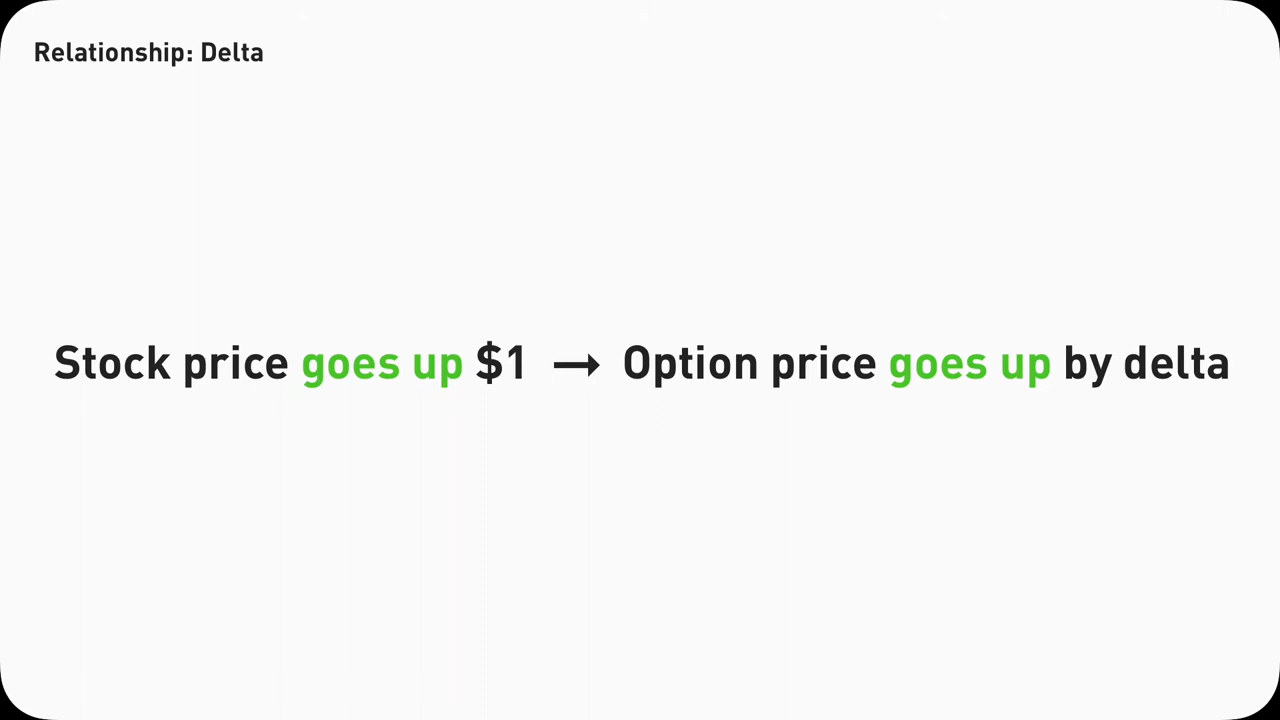 Relationship: Delta
Stock price goes up $1 → Option price goes up by delta